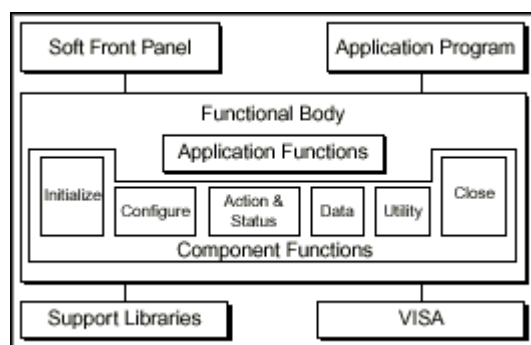 Soft Front Panel
Application Program
Functional Body
Application Functions
Initialize
Configure
Action &
Status
Data
Utility
Close
Component Functions
Support Libraries
VISA